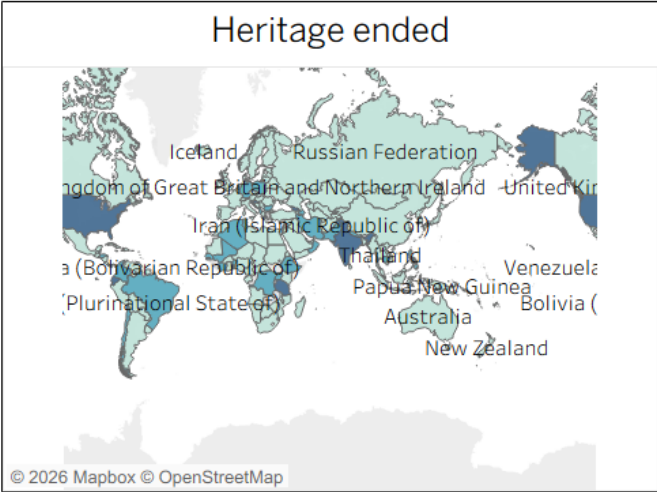 Heritage ended
Iceland
Russian Federation
ngdom of Great Britain and Northern Ireland
United Kin
Iran (Islamic Republic of)
Thailand
a (Bolivarian Republic of)
Venezuela
Papua New Guinea
(Plurinational State of)
Bolivia (
Australia
New Zealand
© 2026 Mapbox © OpenStreetMap